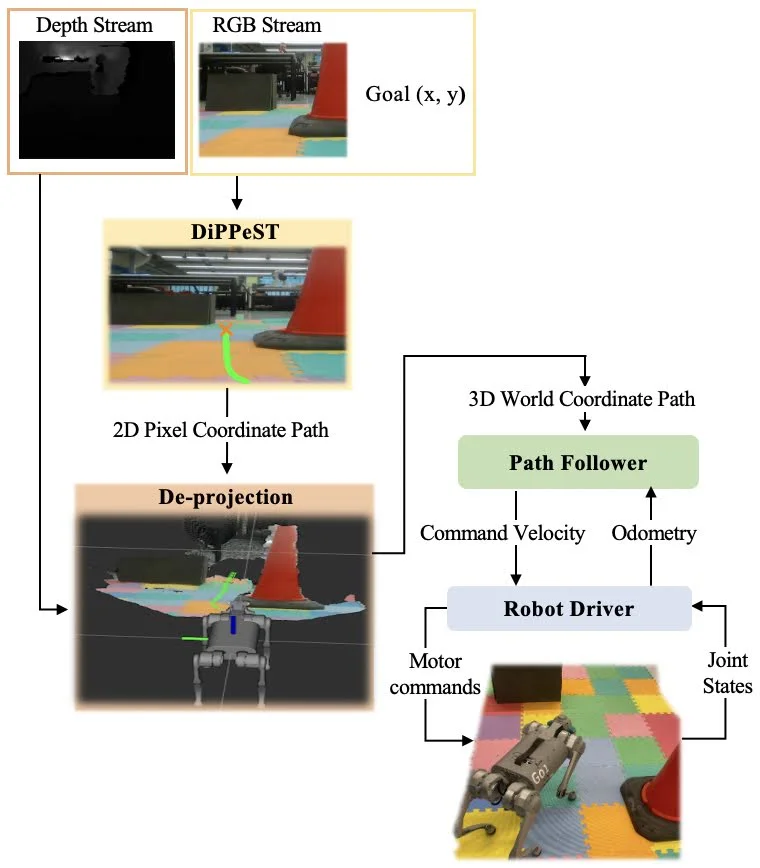 Depth Stream
RGB Stream
Goal (x, y)
DiPPeST
2D Pixel Coordinate Path
De-projection
3D World Coordinate Path
Path Follower
Command Velocity
Odometry
Robot Driver
Motor
commands
Joint
States
Go1